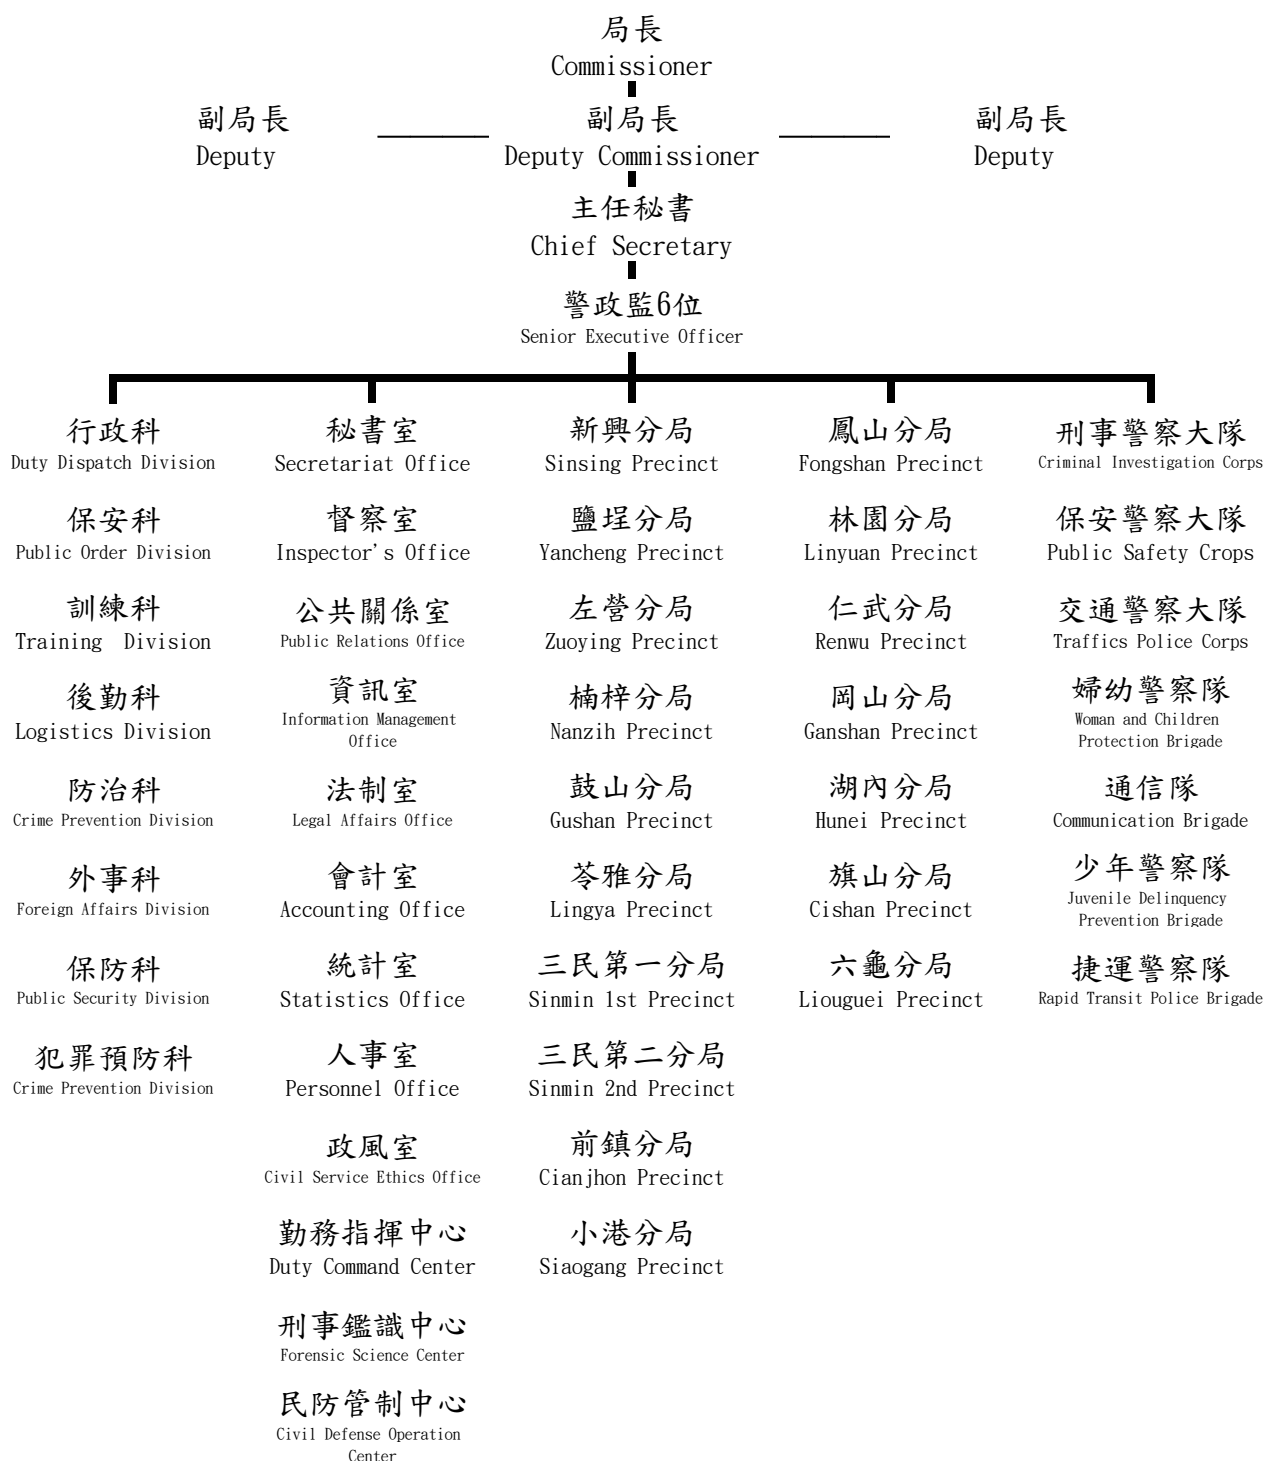 局長
Commissioner
副局長
Deputy
副局長
Deputy Commissioner
副局長
Deputy
主任秘書
Chief Secretary
警政監6位
Senior Executive Officer
行政科
Duty Dispatch Division
保安科
Public Order Division
訓練科
Training Division
後勤科
Logistics Division
防治科
Crime Prevention Division
外事科
Foreign Affairs Division
保防科
Public Security Division
犯罪預防科
Crime Prevention Division
秘書室
Secretariat Office
督察室
Inspector's Office
公共關係室
Public Relations Office
資訊室
Information Management
Office
法制室
Legal Affairs Office
會計室
Accounting Office
統計室
Statistics Office
人事室
Personnel Office
政風室
Civil Service Ethics Office
勤務指揮中心
Duty Command Center
刑事鑑識中心
Forensic Science Center
民防管制中心
Civil Defense Operation
Center
新興分局
Sinsing Precinct
鹽埕分局
Yancheng Precinct
左營分局
Zuoying Precinct
楠梓分局
Nanzih Precinct
鼓山分局
Gushan Precinct
苓雅分局
Lingya Precinct
三民第一分局
Sinmin 1st Precinct
三民第二分局
Sinmin 2nd Precinct
前鎮分局
Cianjhon Precinct
小港分局
Siaogang Precinct
鳳山分局
Fongshan Precinct
林園分局
Linyuan Precinct
仁武分局
Renwu Precinct
岡山分局
Ganshan Precinct
湖內分局
Hunei Precinct
旗山分局
Cishan Precinct
六龜分局
Liouguei Precinct
刑事警察大隊
Criminal Investigation Corps
保安警察大隊
Public Safety Crops
交通警察大隊
Traffics Police Corps
婦幼警察隊
Woman and Children
Protection Brigade
通信隊
Communication Brigade
少年警察隊
Juvenile Delinquency
Prevention Brigade
捷運警察隊
Rapid Transit Police Brigade